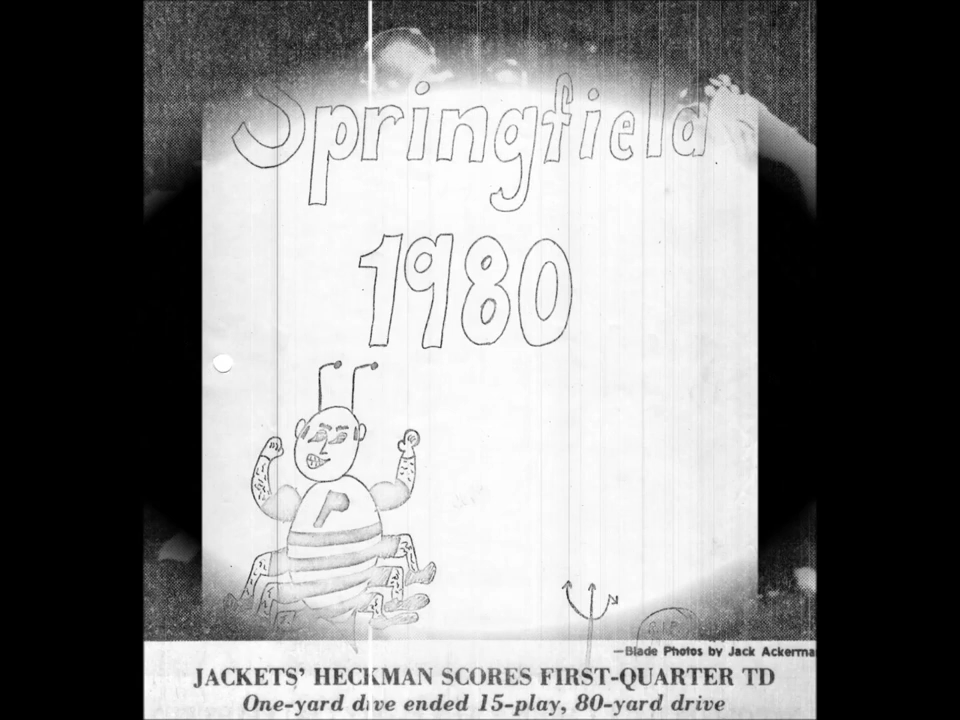 Springfield
1980
P
R.I.P.
—Blade Photos by Jack Ackerma
JACKETS' HECKMAN SCORES FIRST-QUARTER TD
One-yard dive ended 15-play, 80-yard drive